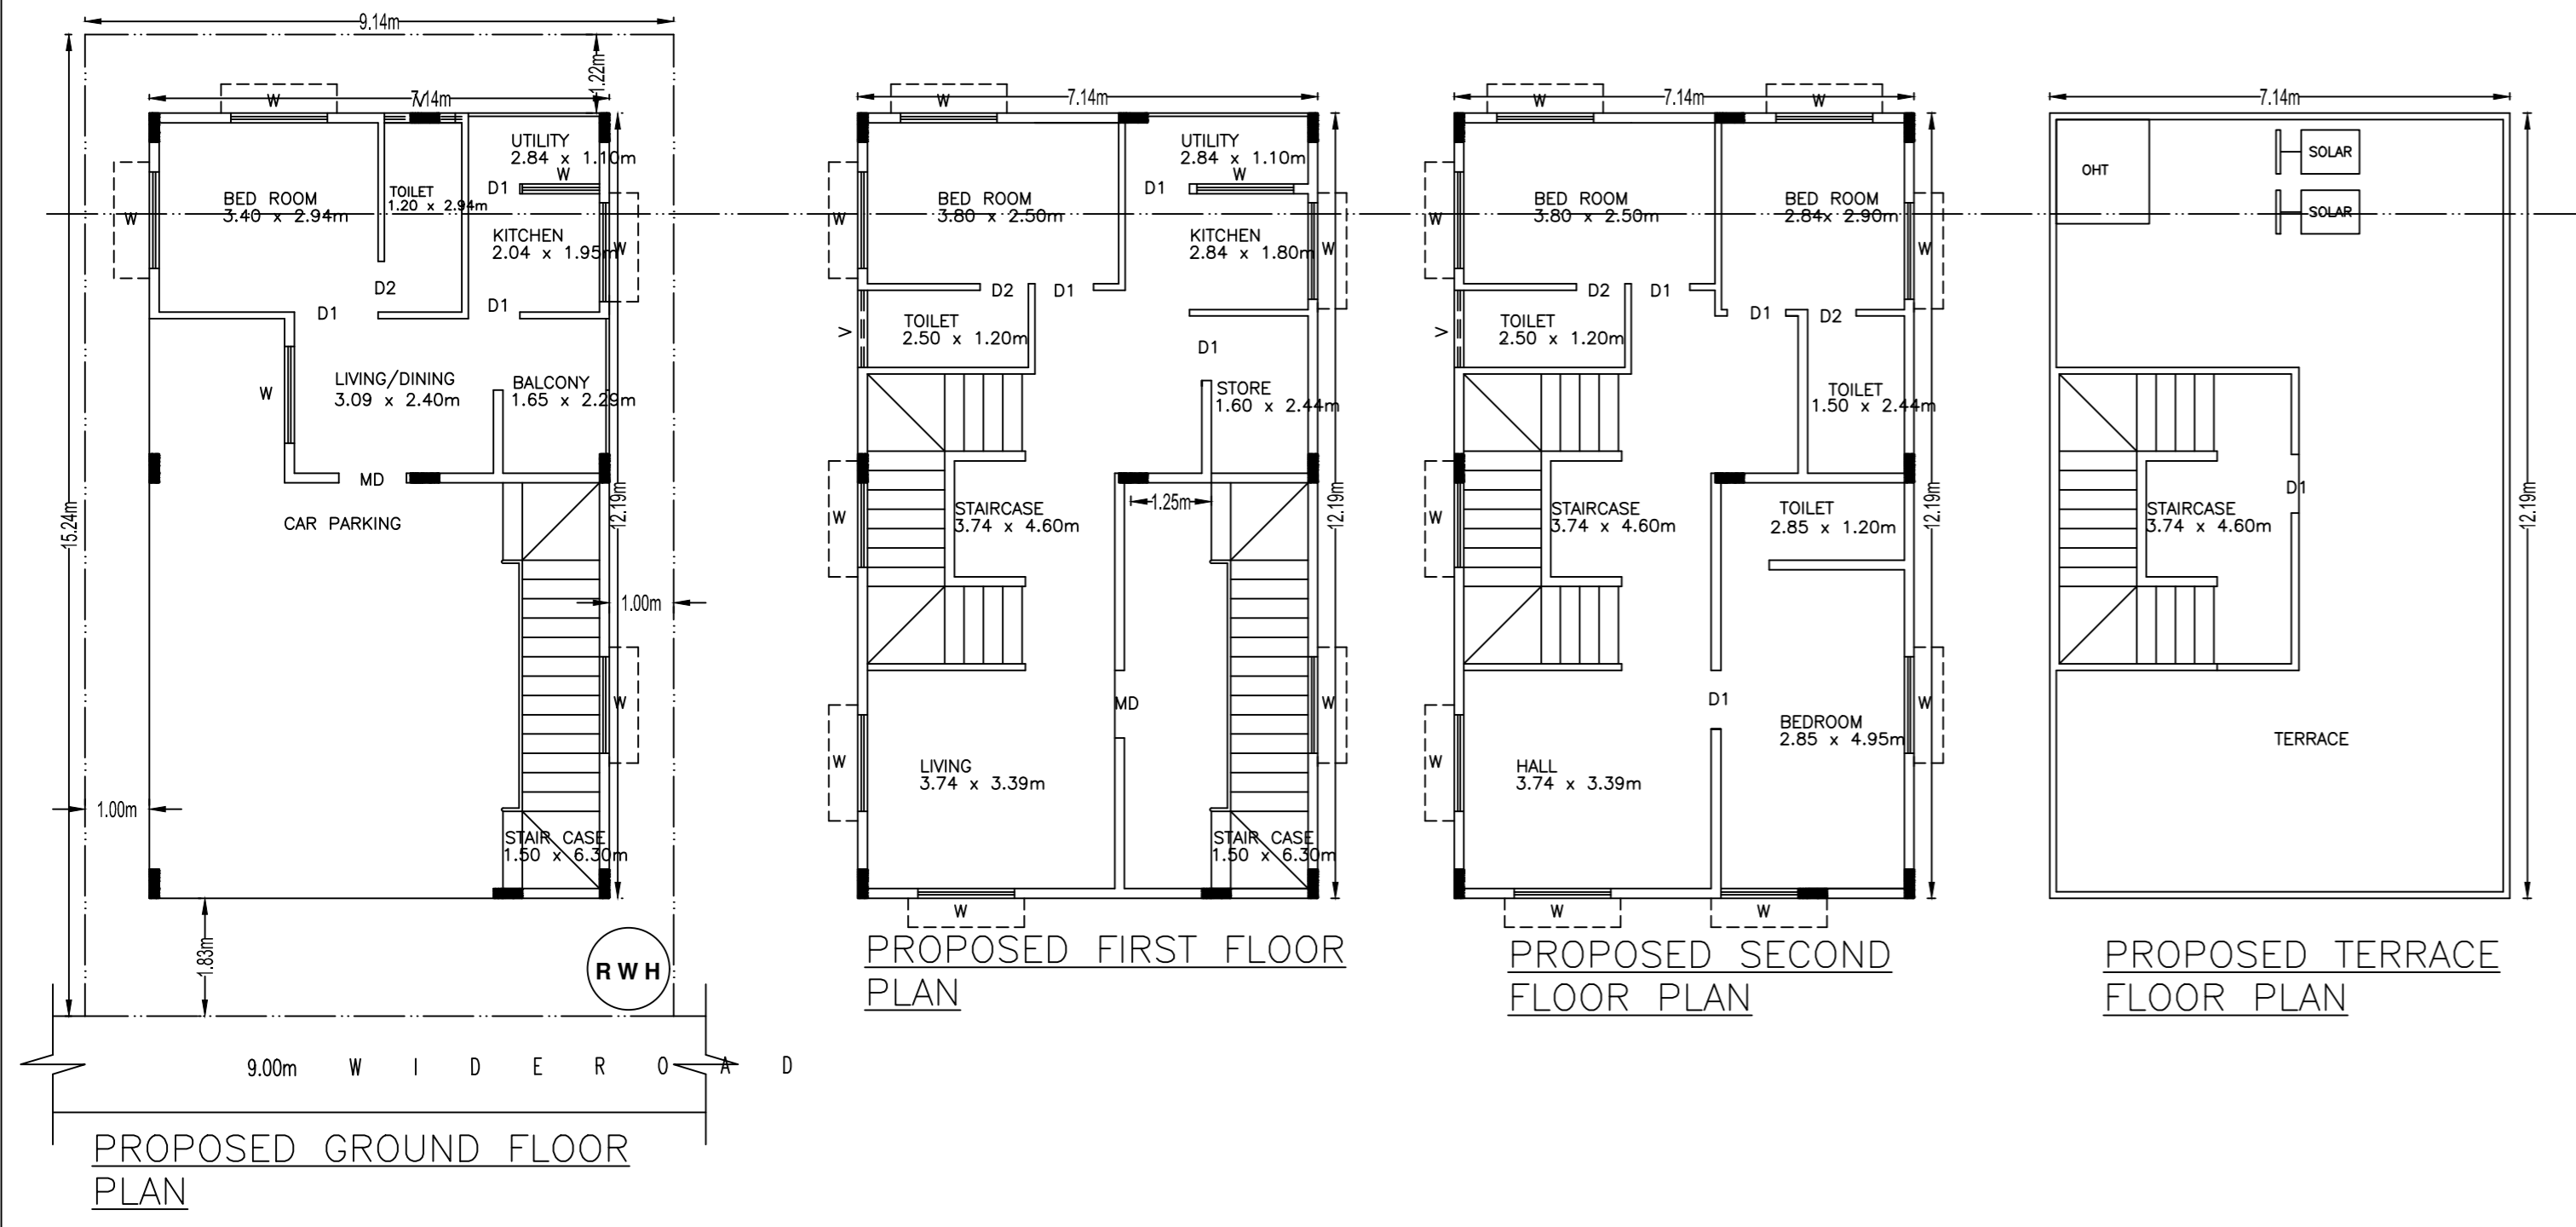 9.14m
1.22m
7.14m
W
V
UTILITY
2.84 x 1.10m
W
D1
BED ROOM
3.40 x 2.94m
TOILET
1.20 x 2.94m
W
KITCHEN
2.04 x 1.95m
W
D2
D1
D1
LIVING/DINING
3.09 x 2.40m
BALCONY
1.65 x 2.29m
W
MD
CAR PARKING
15.24m
12.19m
1.00m
W
1.00m
STAIR CASE
1.50 x 6.30m
1.83m
RWH
9.00m W I D E R O A D
PROPOSED GROUND FLOOR
PLAN
7.14m
W
UTILITY
2.84 x 1.10m
W
D1
BED ROOM
3.80 x 2.50m
W
KITCHEN
2.84 x 1.80m
W
D2
D1
TOILET
2.50 x 1.20m
V
D1
STORE
1.60 x 2.44m
1.25m
12.19m
STAIRCASE
3.74 x 4.60m
W
MD
W
LIVING
3.74 x 3.39m
W
STAIR CASE
1.50 x 6.30m
W
PROPOSED FIRST FLOOR
PLAN
7.14m
W
W
BED ROOM
3.80 x 2.50m
BED ROOM
2.84x 2.90m
W
W
D2
D1
D1
D2
TOILET
2.50 x 1.20m
V
TOILET
1.50 x 2.44m
STAIRCASE
3.74 x 4.60m
W
TOILET
2.85 x 1.20m
12.19m
D1
W
BEDROOM
2.85 x 4.95m
HALL
3.74 x 3.39m
W
W
W
PROPOSED SECOND
FLOOR PLAN
7.14m
OHT
SOLAR
SOLAR
STAIRCASE
3.74 x 4.60m
D1
12.19m
TERRACE
PROPOSED TERRACE
FLOOR PLAN